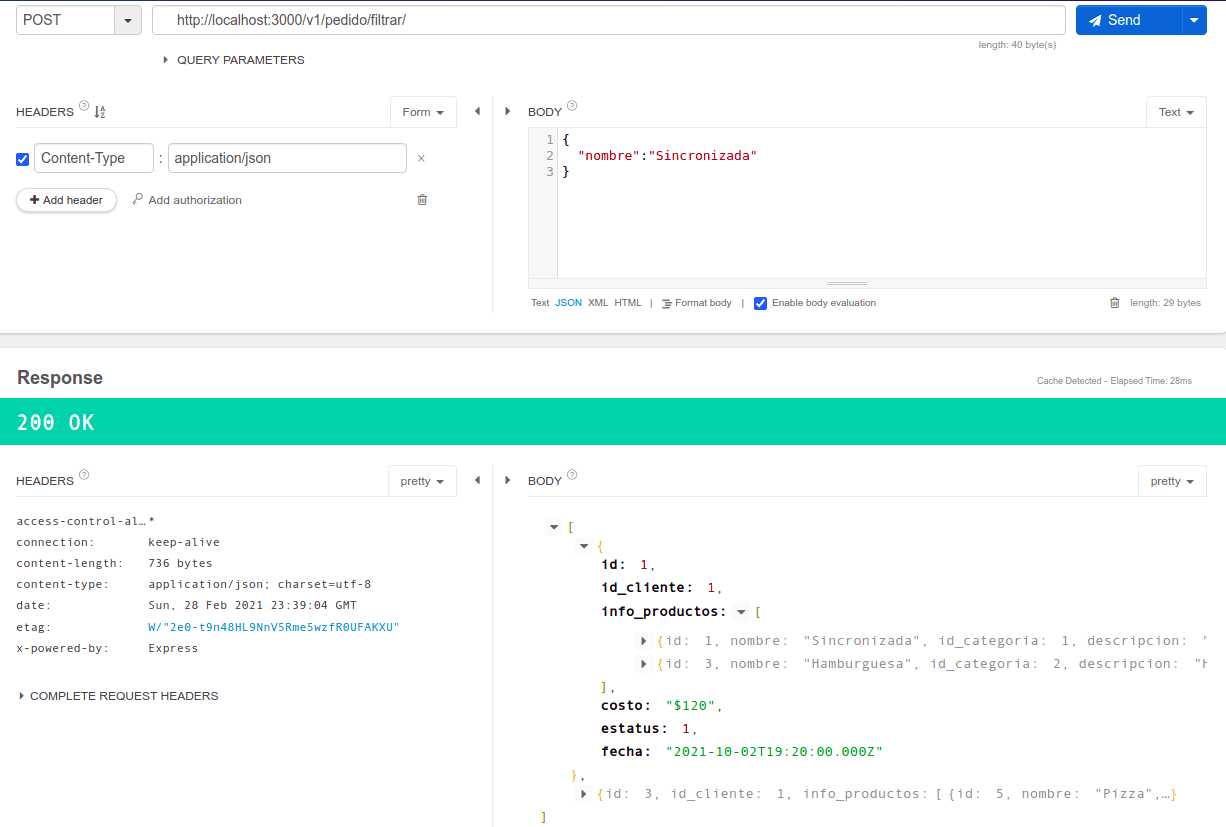 POST http://localhost:3000/v1/pedido/filtrar/ Send
length: 40 byte(s)
QUERY PARAMETERS
HEADERS ? Form
Content-Type : application/json ×
Add header Add authorization
BODY ? Text
1 {
2 "nombre":"Sincronizada"
3 }
Text JSON XML HTML | Format body | Enable body evaluation length: 29 bytes
Response Cache Detected - Elapsed Time: 28ms
200 OK
HEADERS ? pretty
access-control-al… *
connection: keep-alive
content-length: 736 bytes
content-type: application/json; charset=utf-8
date: Sun, 28 Feb 2021 23:39:04 GMT
etag: W/"2e0-t9n48HL9NnV5Rme5wzfR0UFAKXU"
x-powered-by: Express
COMPLETE REQUEST HEADERS
BODY ? pretty
[
{
id: 1,
id_cliente: 1,
info_productos: [
{id: 1, nombre: "Sincronizada", id_categoria: 1, descripcion: "
{id: 3, nombre: "Hamburguesa", id_categoria: 2, descripcion: "H
],
costo: "$120",
estatus: 1,
fecha: "2021-10-02T19:20:00.000Z"
},
{id: 3, id_cliente: 1, info_productos: [ {id: 5, nombre: "Pizza",…}
]